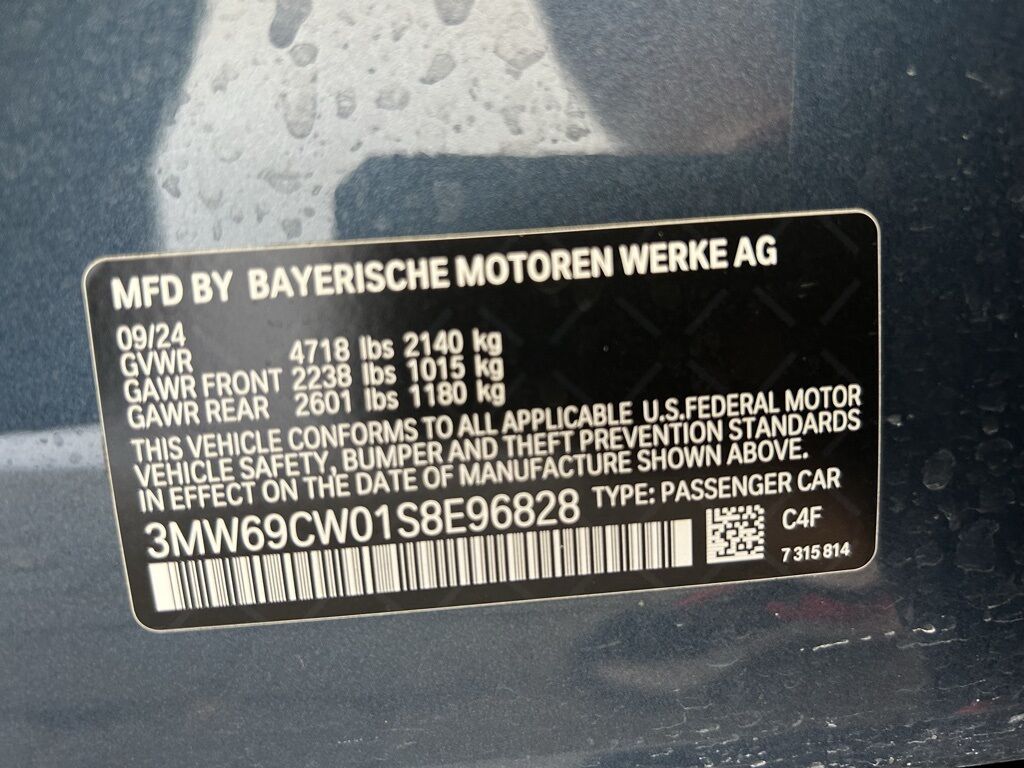 MFD BY BAYERISCHE MOTOREN WERKE AG
09/24
GVWR 4718 lbs 2140 kg
GAWR FRONT 2238 lbs 1015 kg
GAWR REAR 2601 lbs 1180 kg
THIS VEHICLE CONFORMS TO ALL APPLICABLE U.S.FEDERAL MOTOR
VEHICLE SAFETY, BUMPER AND THEFT PREVENTION STANDARDS
IN EFFECT ON THE DATE OF MANUFACTURE SHOWN ABOVE.
3MW69CW01S8E96828 TYPE: PASSENGER CAR
C4F
7 315 814